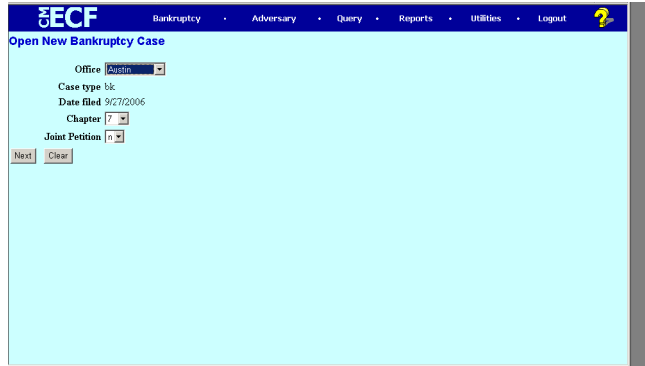 CM ECF Bankruptcy • Adversary • Query • Reports • Utilities • Logout ?
Open New Bankruptcy Case
Office Austin
Case type bk
Date filed 9/27/2006
Chapter 7
Joint Petition n
Next Clear